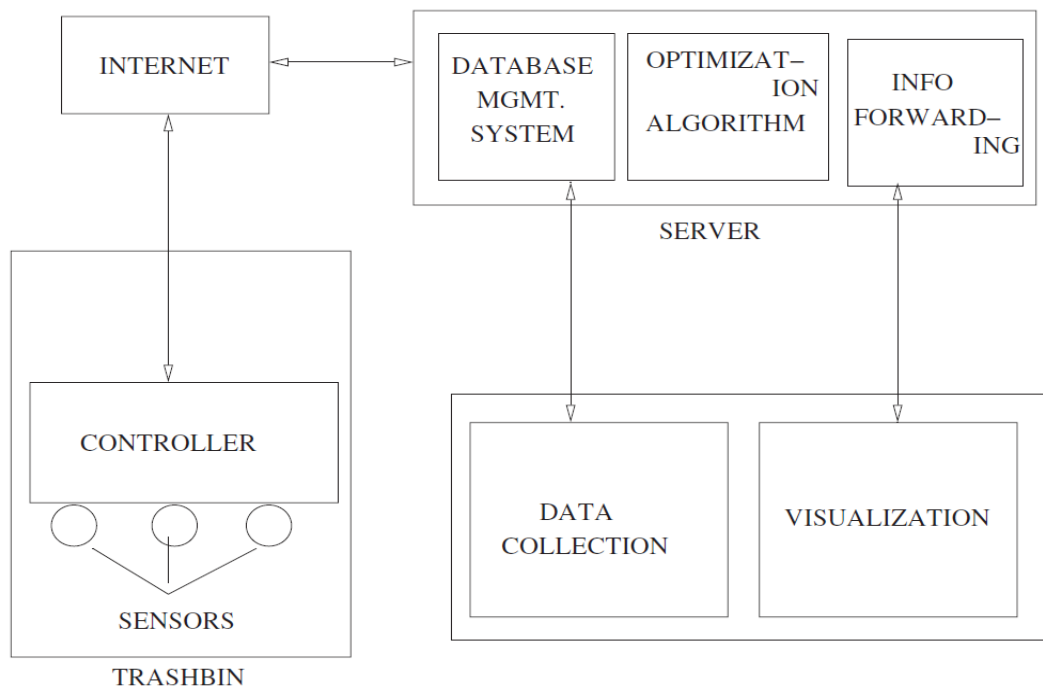 INTERNET
DATABASE
MGMT.
SYSTEM
OPTIMIZAT–
ION
ALGORITHM
INFO
FORWARD–
ING
SERVER
CONTROLLER
SENSORS
TRASHBIN
DATA
COLLECTION
VISUALIZATION